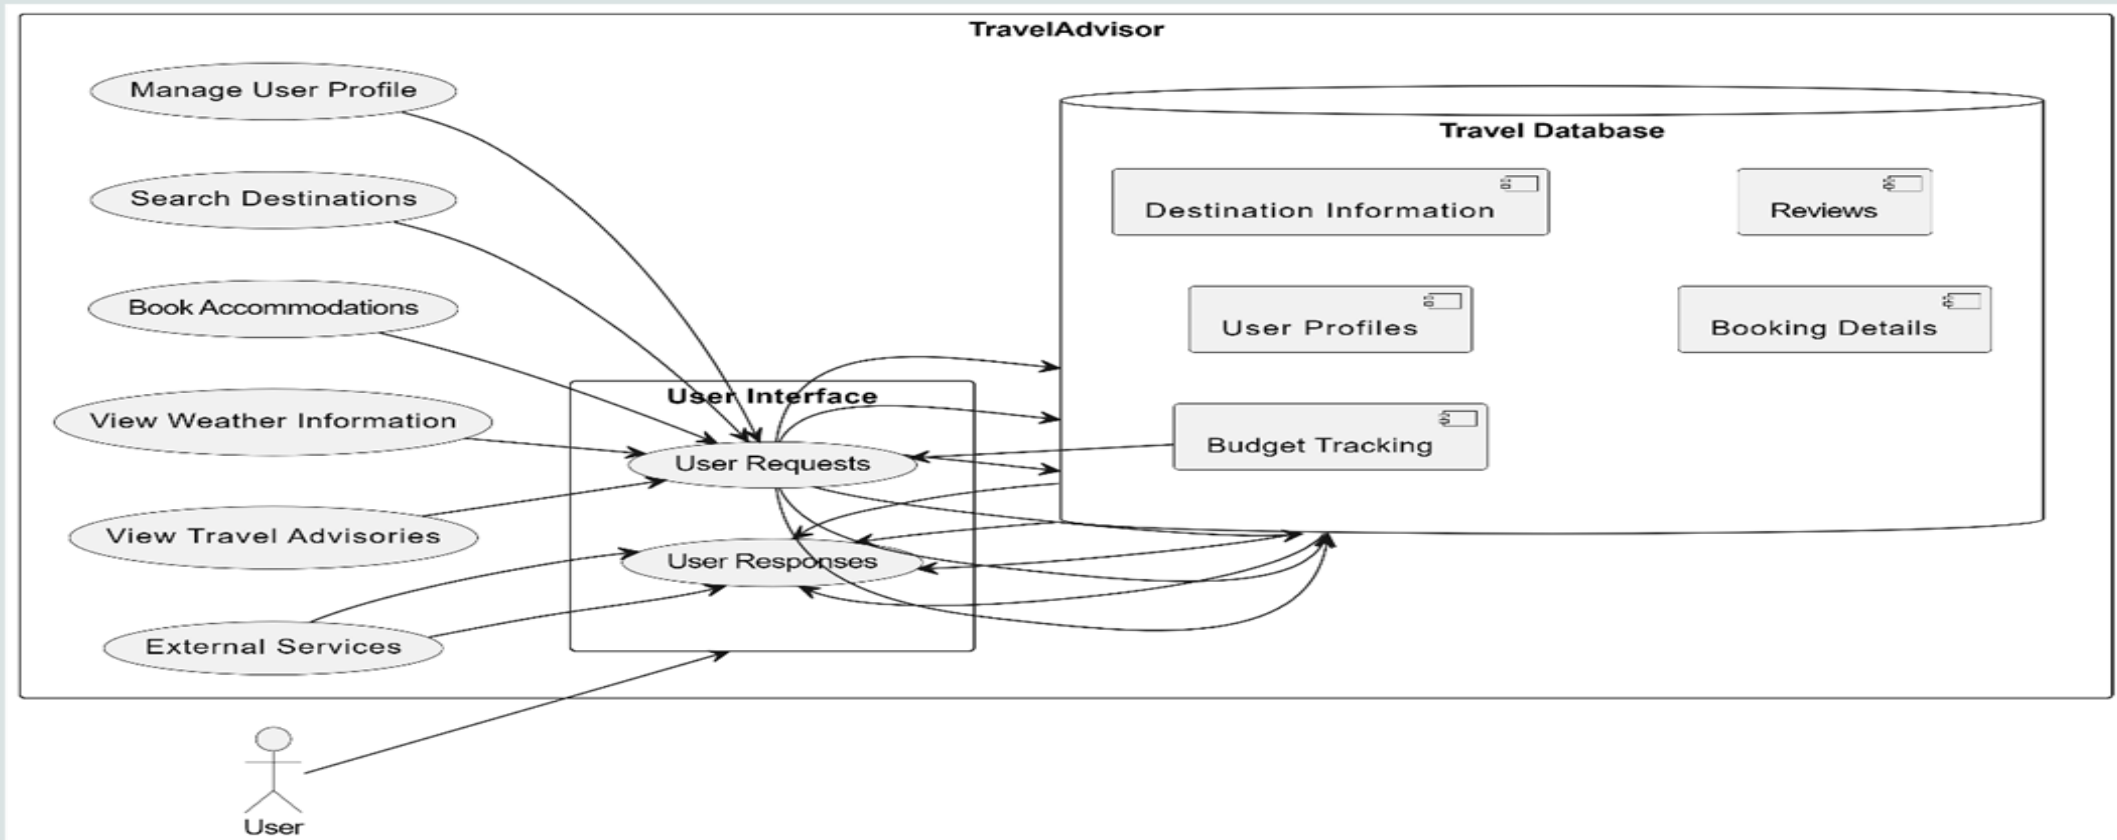 TravelAdvisor
Manage User Profile
Search Destinations
Book Accommodations
View Weather Information
View Travel Advisories
External Services
User Interface
User Requests
User Responses
Travel Database
Destination Information
Reviews
User Profiles
Booking Details
Budget Tracking
User